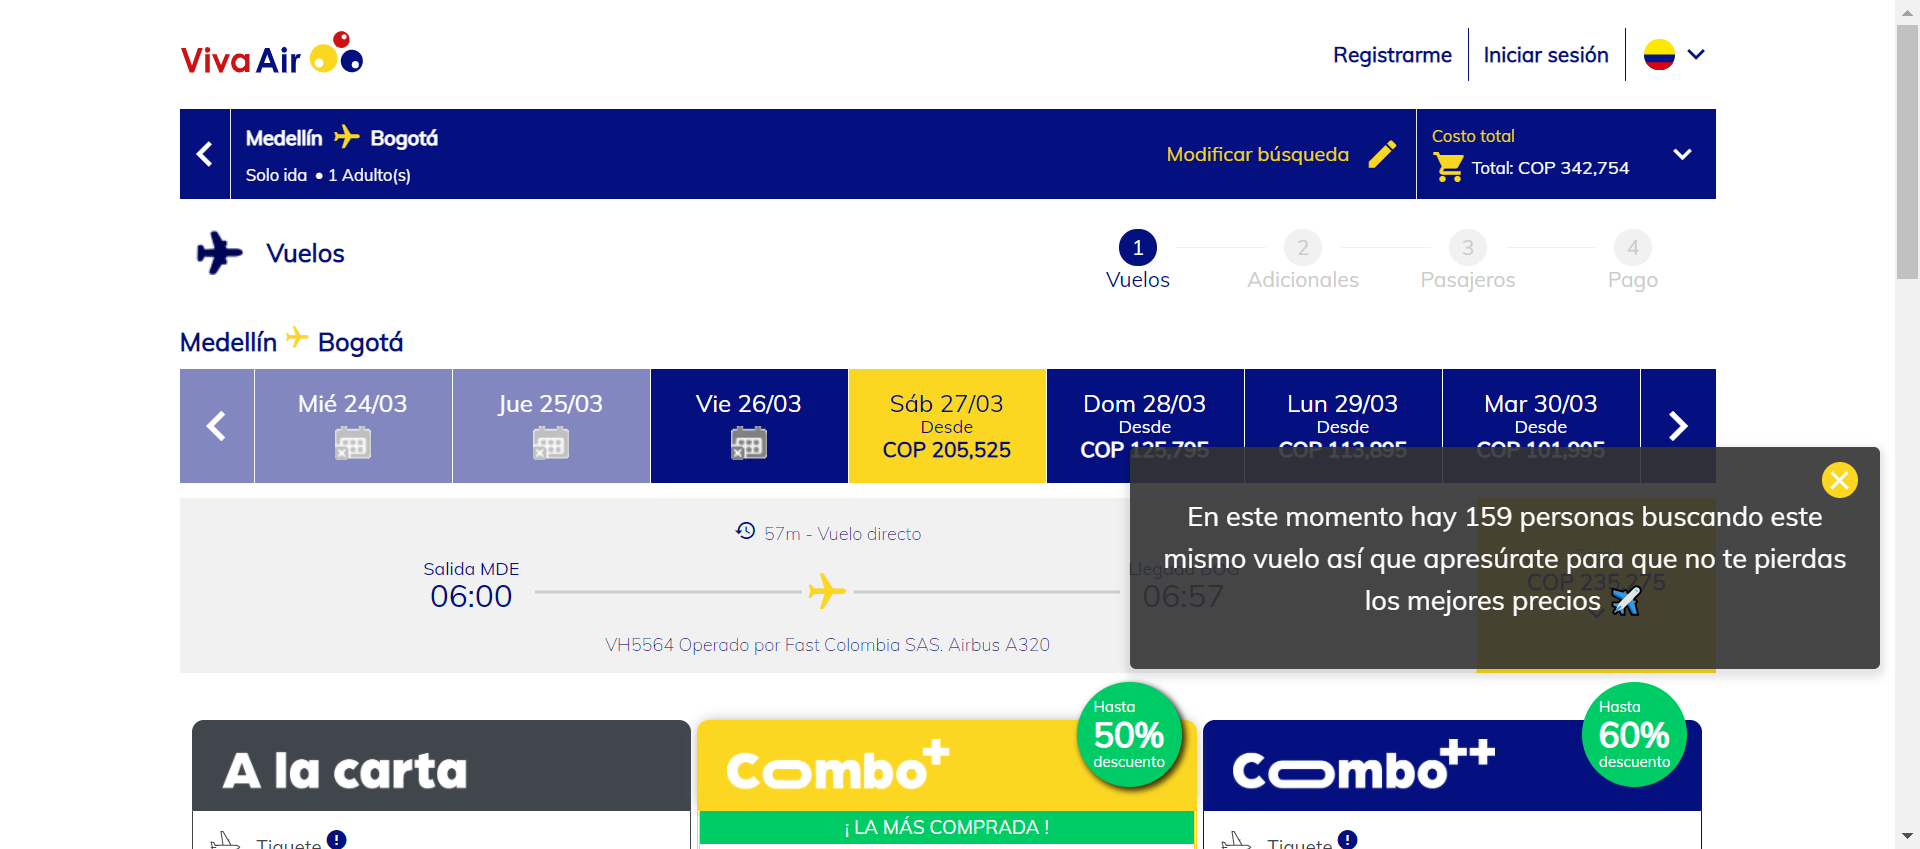 Viva Air
Registrarme
Iniciar sesión
Medellín Bogotá
Solo ida • 1 Adulto(s)
Modificar búsqueda
Costo total
Total: COP 342,754
Vuelos
1
Vuelos
2
Adicionales
3
Pasajeros
4
Pago
Medellín Bogotá
Mié 24/03
Jue 25/03
Vie 26/03
Sáb 27/03
Desde
COP 205,525
Dom 28/03
Desde
COP 125,795
Lun 29/03
Desde
COP 113,895
Mar 30/03
Desde
COP 101,995
57m - Vuelo directo
Salida MDE
06:00
Llegada BOG
06:57
COP 235,275
VH5564 Operado por Fast Colombia SAS. Airbus A320
En este momento hay 159 personas buscando este
mismo vuelo así que apresúrate para que no te pierdas
los mejores precios
A la carta
Tiquete
Combo+
Hasta
50%
descuento
¡ LA MÁS COMPRADA !
Combo++
Hasta
60%
descuento
Tiquete